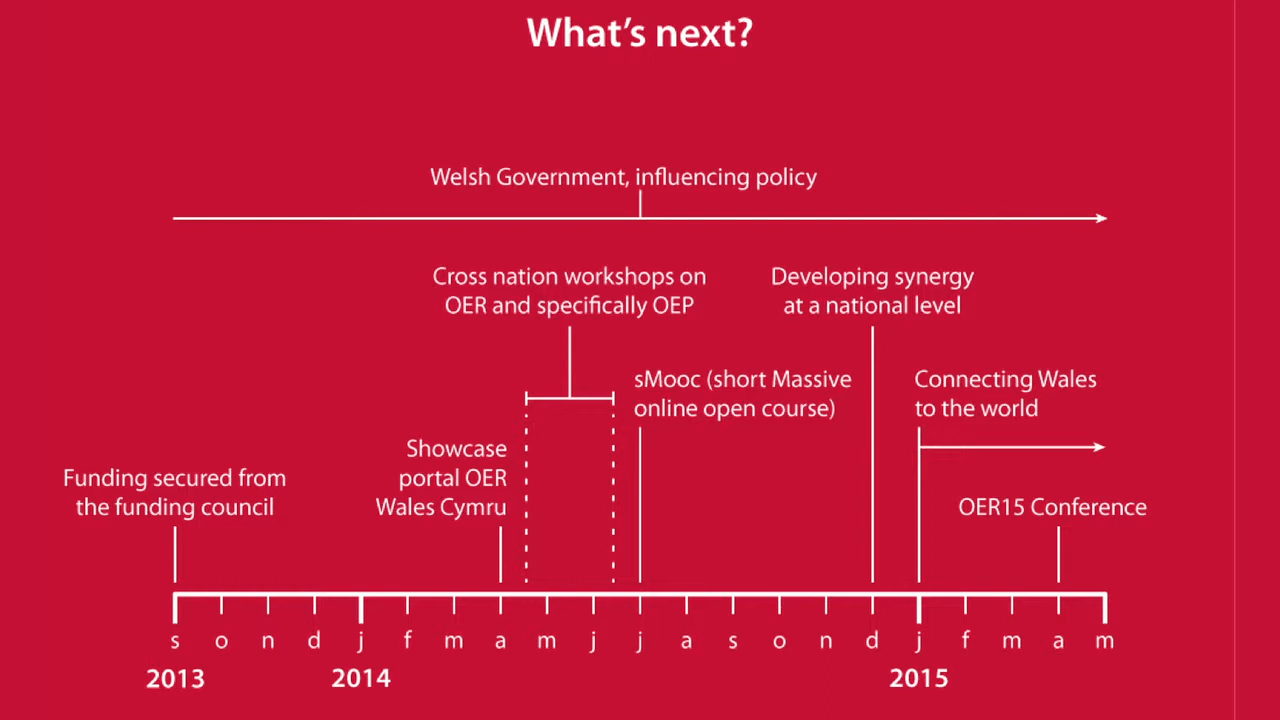 What's next?
Welsh Government, influencing policy
Cross nation workshops on
OER and specifically OEP
Developing synergy
at a national level
sMooc (short Massive
online open course)
Connecting Wales
to the world
Showcase
portal OER
Wales Cymru
Funding secured from
the funding council
OER15 Conference
s o n d j f m a m j j a s o n d j f m a m
2013 2014 2015